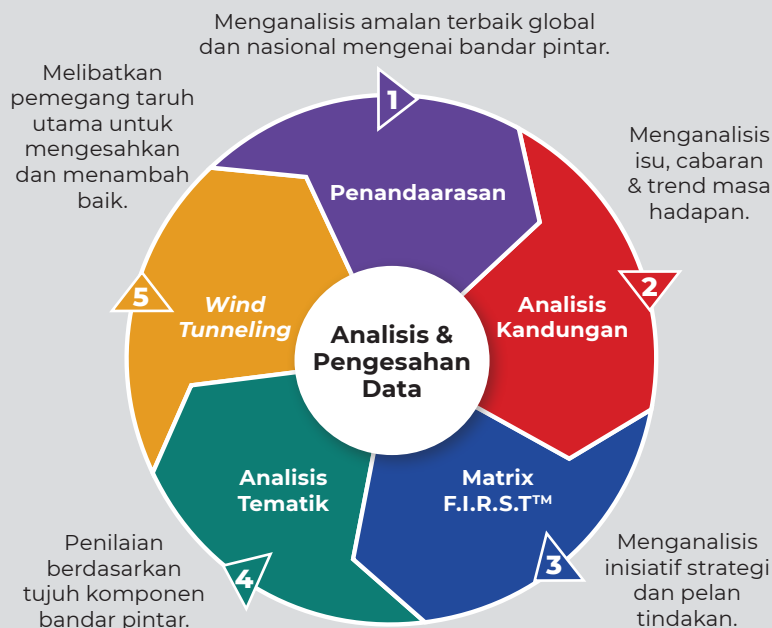 Menganalisis amalan terbaik global
dan nasional mengenai bandar pintar.
1
Penandaarasan
Menganalisis
isu, cabaran
& trend masa
hadapan.
2
Analisis
Kandungan
Menganalisis
inisiatif strategi
dan pelan
tindakan.
3
Matrix
F.I.R.S.T™
Penilaian
berdasarkan
tujuh komponen
bandar pintar.
4
Analisis
Tematik
Melibatkan
pemegang taruh
utama untuk
mengesahkan
dan menambah
baik.
5
Wind
Tunneling
Analisis &
Pengesahan
Data